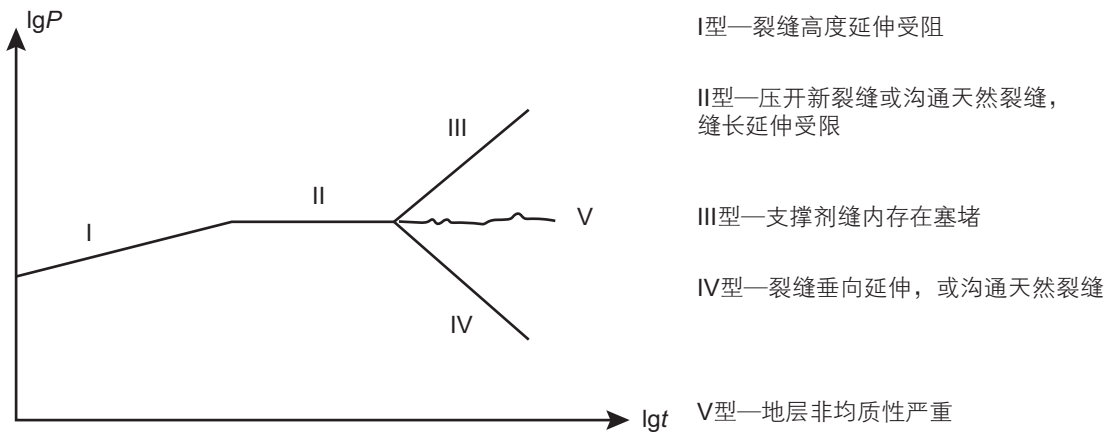 lgP
I型—裂缝高度延伸受阻
II型—压开新裂缝或沟通天然裂缝，
缝长延伸受限
III
II
I
V
III型—支撑剂缝内存在塞堵
IV型—裂缝垂向延伸，或沟通天然裂缝
IV
V型—地层非均质性严重
lgt